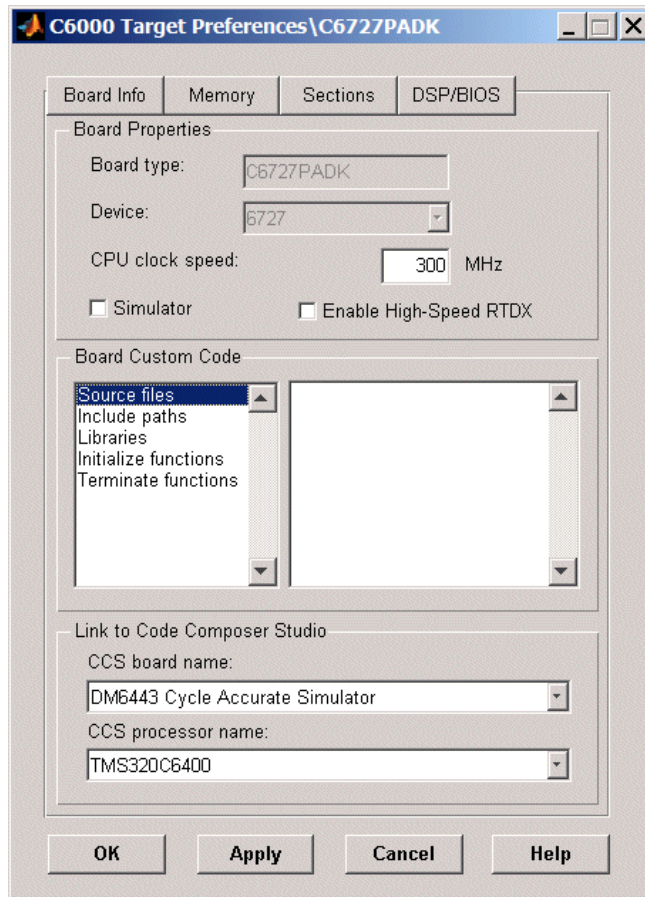 C6000 Target Preferences\C6727PADK
Board Info Memory Sections DSP/BIOS
Board Properties
Board type: C6727PADK
Device: 6727
CPU clock speed: 300 MHz
Simulator Enable High-Speed RTDX
Board Custom Code
Source files
Include paths
Libraries
Initialize functions
Terminate functions
Link to Code Composer Studio
CCS board name:
DM6443 Cycle Accurate Simulator
CCS processor name:
TMS320C6400
OK Apply Cancel Help